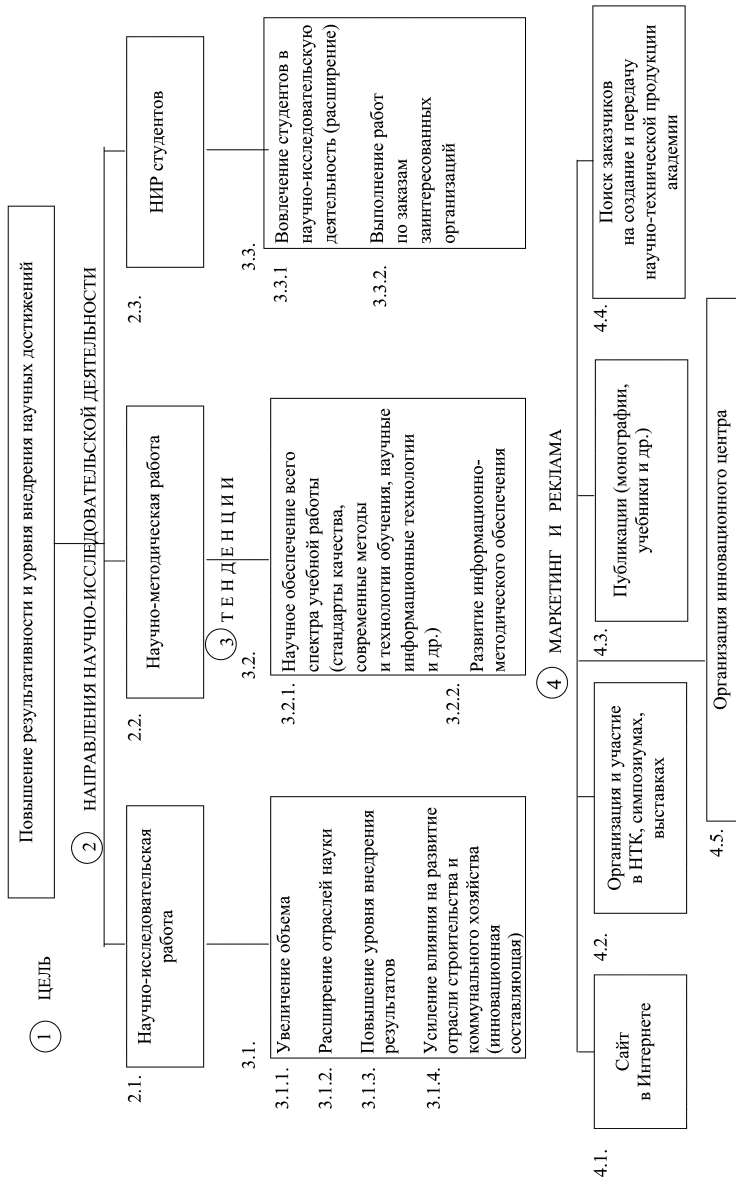 1 ЦЕЛЬ
Повышение результативности и уровня внедрения научных достижений
2 НАПРАВЛЕНИЯ НАУЧНО-ИССЛЕДОВАТЕЛЬСКОЙ ДЕЯТЕЛЬНОСТИ
2.1.
Научно-исследовательская
работа
2.2.
Научно-методическая работа
2.3.
НИР студентов
3 ТЕНДЕНЦИИ
3.1.
3.1.1. Увеличение объема
3.1.2. Расширение отраслей науки
3.1.3. Повышение уровня внедрения
результатов
3.1.4. Усиление влияния на развитие
отрасли строительства и
коммунального хозяйства
(инновационная
составляющая)
3.2.
3.2.1. Научное обеспечение всего
спектра учебной работы
(стандарты качества,
современные методы
и технологии обучения, научные
информационные технологии
и др.)
3.2.2. Развитие информационно-
методического обеспечения
3.3.
3.3.1 Вовлечение студентов в
научно-исследовательскую
деятельность (расширение)
3.3.2. Выполнение работ
по заказам
заинтересованных
организаций
4 МАРКЕТИНГ И РЕКЛАМА
4.1.
Сайт
в Интернете
4.2.
Организация и участие
в НТК, симпозиумах,
выставках
4.3.
Публикации (монографии,
учебники и др.)
4.4.
Поиск заказчиков
на создание и передачу
научно-технической продукции
академии
4.5.
Организация инновационного центра